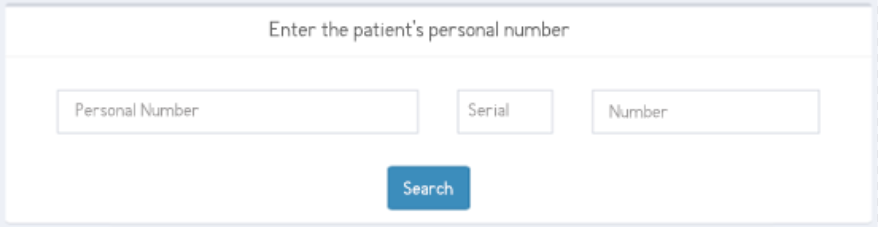 Enter the patient's personal number
Personal Number Serial Number
Search